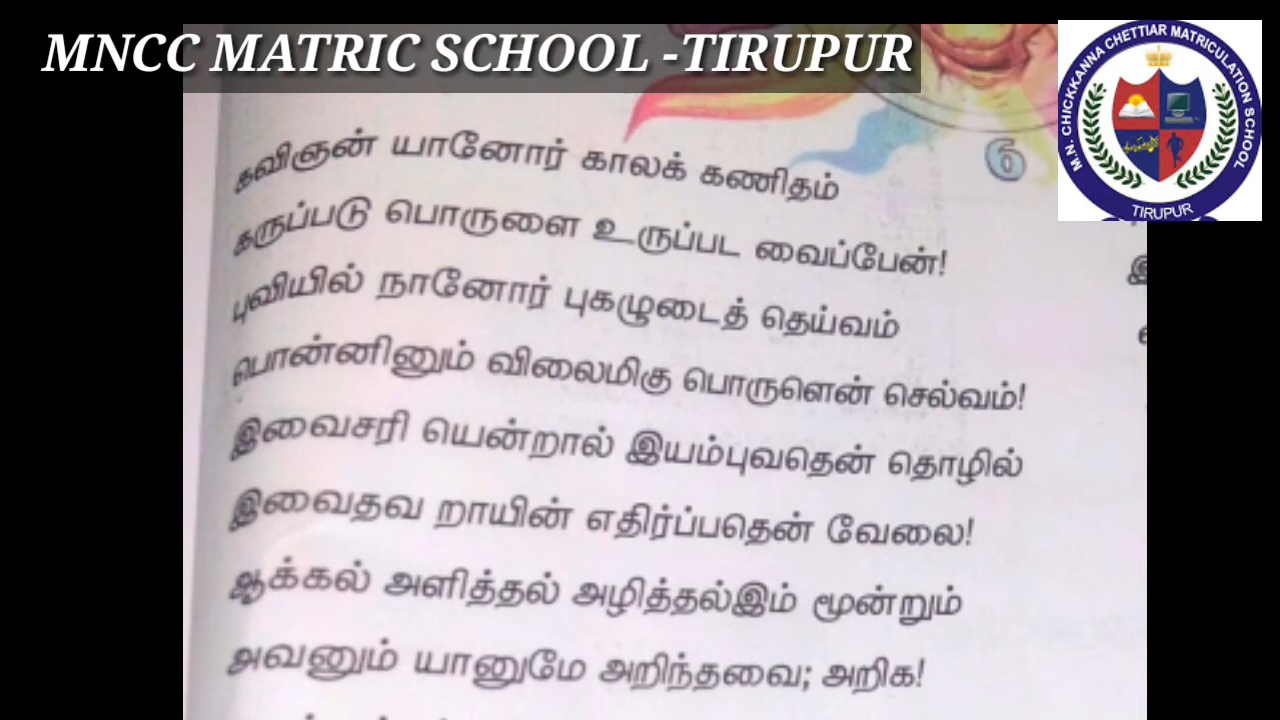 MNCC MATRIC SCHOOL -TIRUPUR
M.N. CHICKKANNA CHETTIAR MATRICULATION SCHOOL
TIRUPUR
6
கவிஞன் யானோர் காலக் கணிதம்
கருப்படு பொருளை உருப்பட வைப்பேன்!
புவியில் நானோர் புகழுடைத் தெய்வம்
பொன்னினும் விலைமிகு பொருளென் செல்வம்!
இவைசரி யென்றால் இயம்புவதென் தொழில்
இவைதவ றாயின் எதிர்ப்பதென் வேலை!
ஆக்கல் அளித்தல் அழித்தல்இம் மூன்றும்
அவனும் யானுமே அறிந்தவை; அறிக!